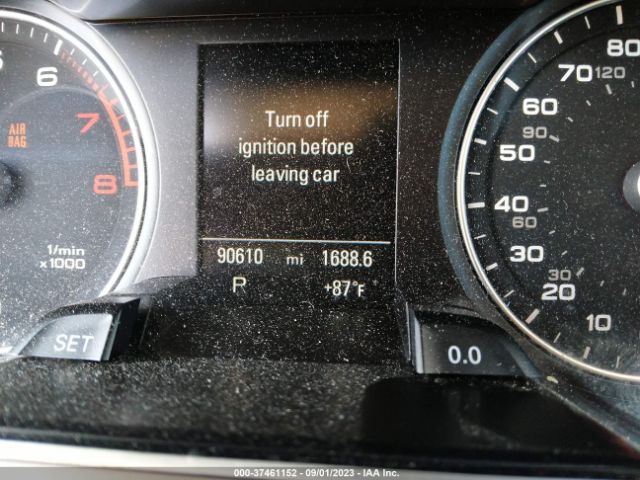 6
7
8
AIR
BAG
1/min
x 1000
SET
Turn off
ignition before
leaving car
90610 mi 1688.6
P +87°F
0.0
80
70 120
60
90
50
40
60
30
30
20
10
000-37461152 - 09/01/2023 - IAA Inc.